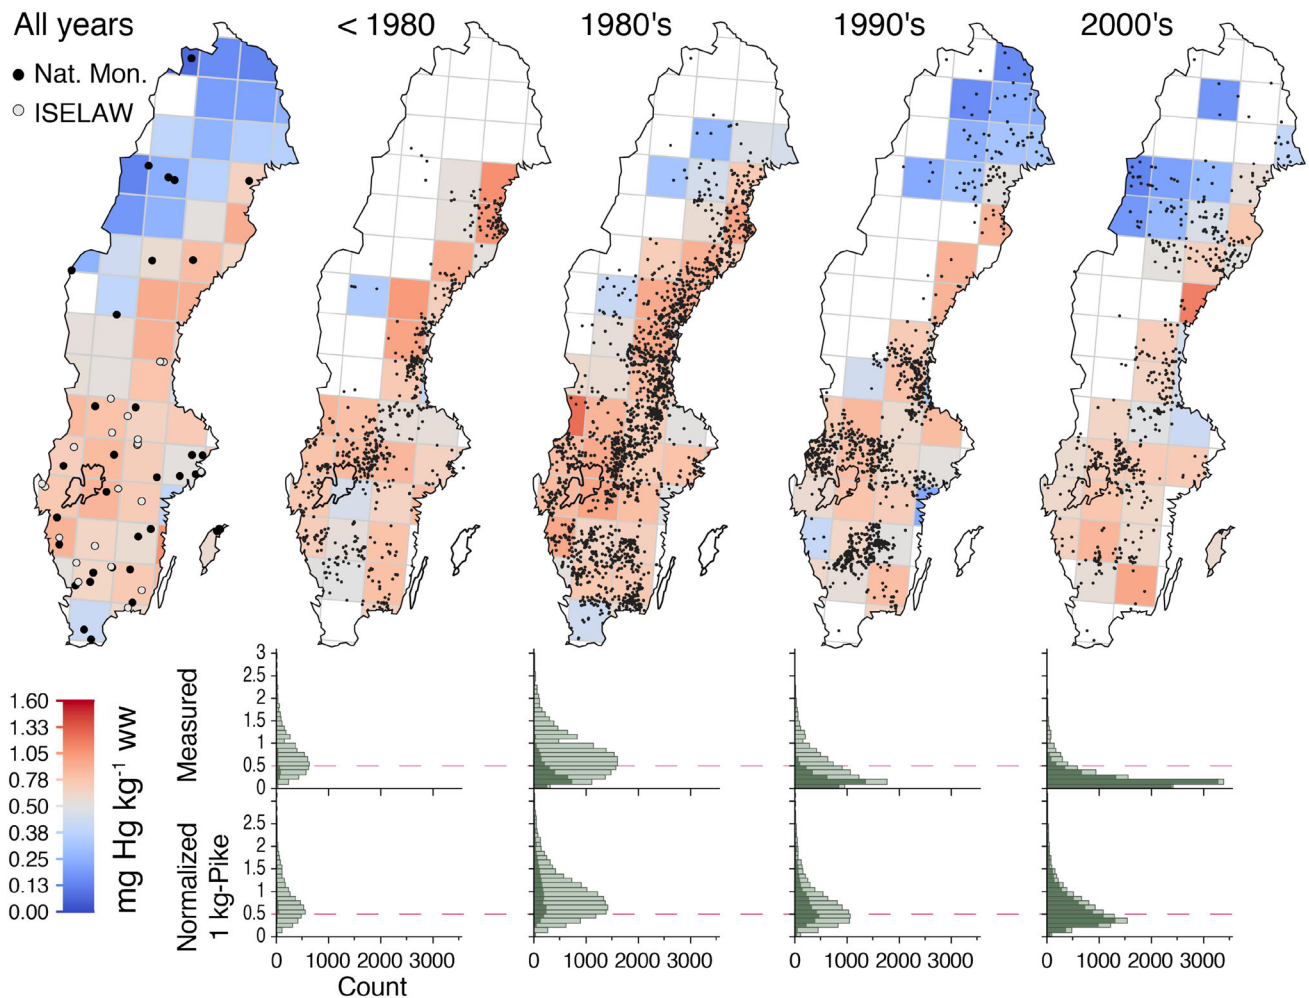 All years
< 1980
1980's
1990's
2000's
Nat. Mon.
ISELAW
1.60
1.33
1.05
0.78
0.50
0.38
0.25
0.13
0.00
mg Hg kg⁻¹ ww
Measured
3
2.5
2
1.5
1
0.5
0
Normalized
1 kg-Pike
2.5
2
1.5
1
0.5
0
0 1000 2000 3000
0 1000 2000 3000
0 1000 2000 3000
0 1000 2000 3000
Count